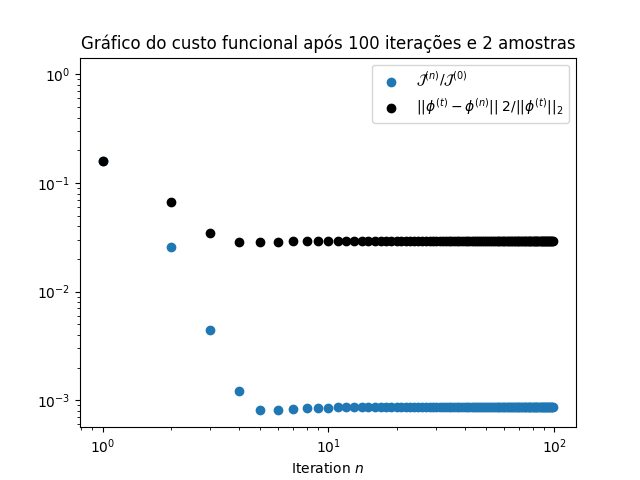 Gráfico do custo funcional após 100 iterações e 2 amostras
𝒥⁽ⁿ⁾/𝒥⁽⁰⁾
||ϕ⁽ᵗ⁾ − ϕ⁽ⁿ⁾|| 2/||ϕ⁽ᵗ⁾||₂
10⁰
10⁻¹
10⁻²
10⁻³
10⁰ 10¹ 10²
Iteration n